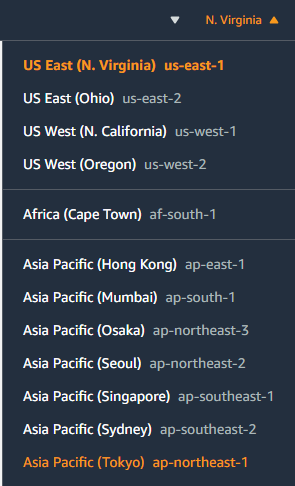 N. Virginia
US East (N. Virginia) us-east-1
US East (Ohio) us-east-2
US West (N. California) us-west-1
US West (Oregon) us-west-2
Africa (Cape Town) af-south-1
Asia Pacific (Hong Kong) ap-east-1
Asia Pacific (Mumbai) ap-south-1
Asia Pacific (Osaka) ap-northeast-3
Asia Pacific (Seoul) ap-northeast-2
Asia Pacific (Singapore) ap-southeast-1
Asia Pacific (Sydney) ap-southeast-2
Asia Pacific (Tokyo) ap-northeast-1